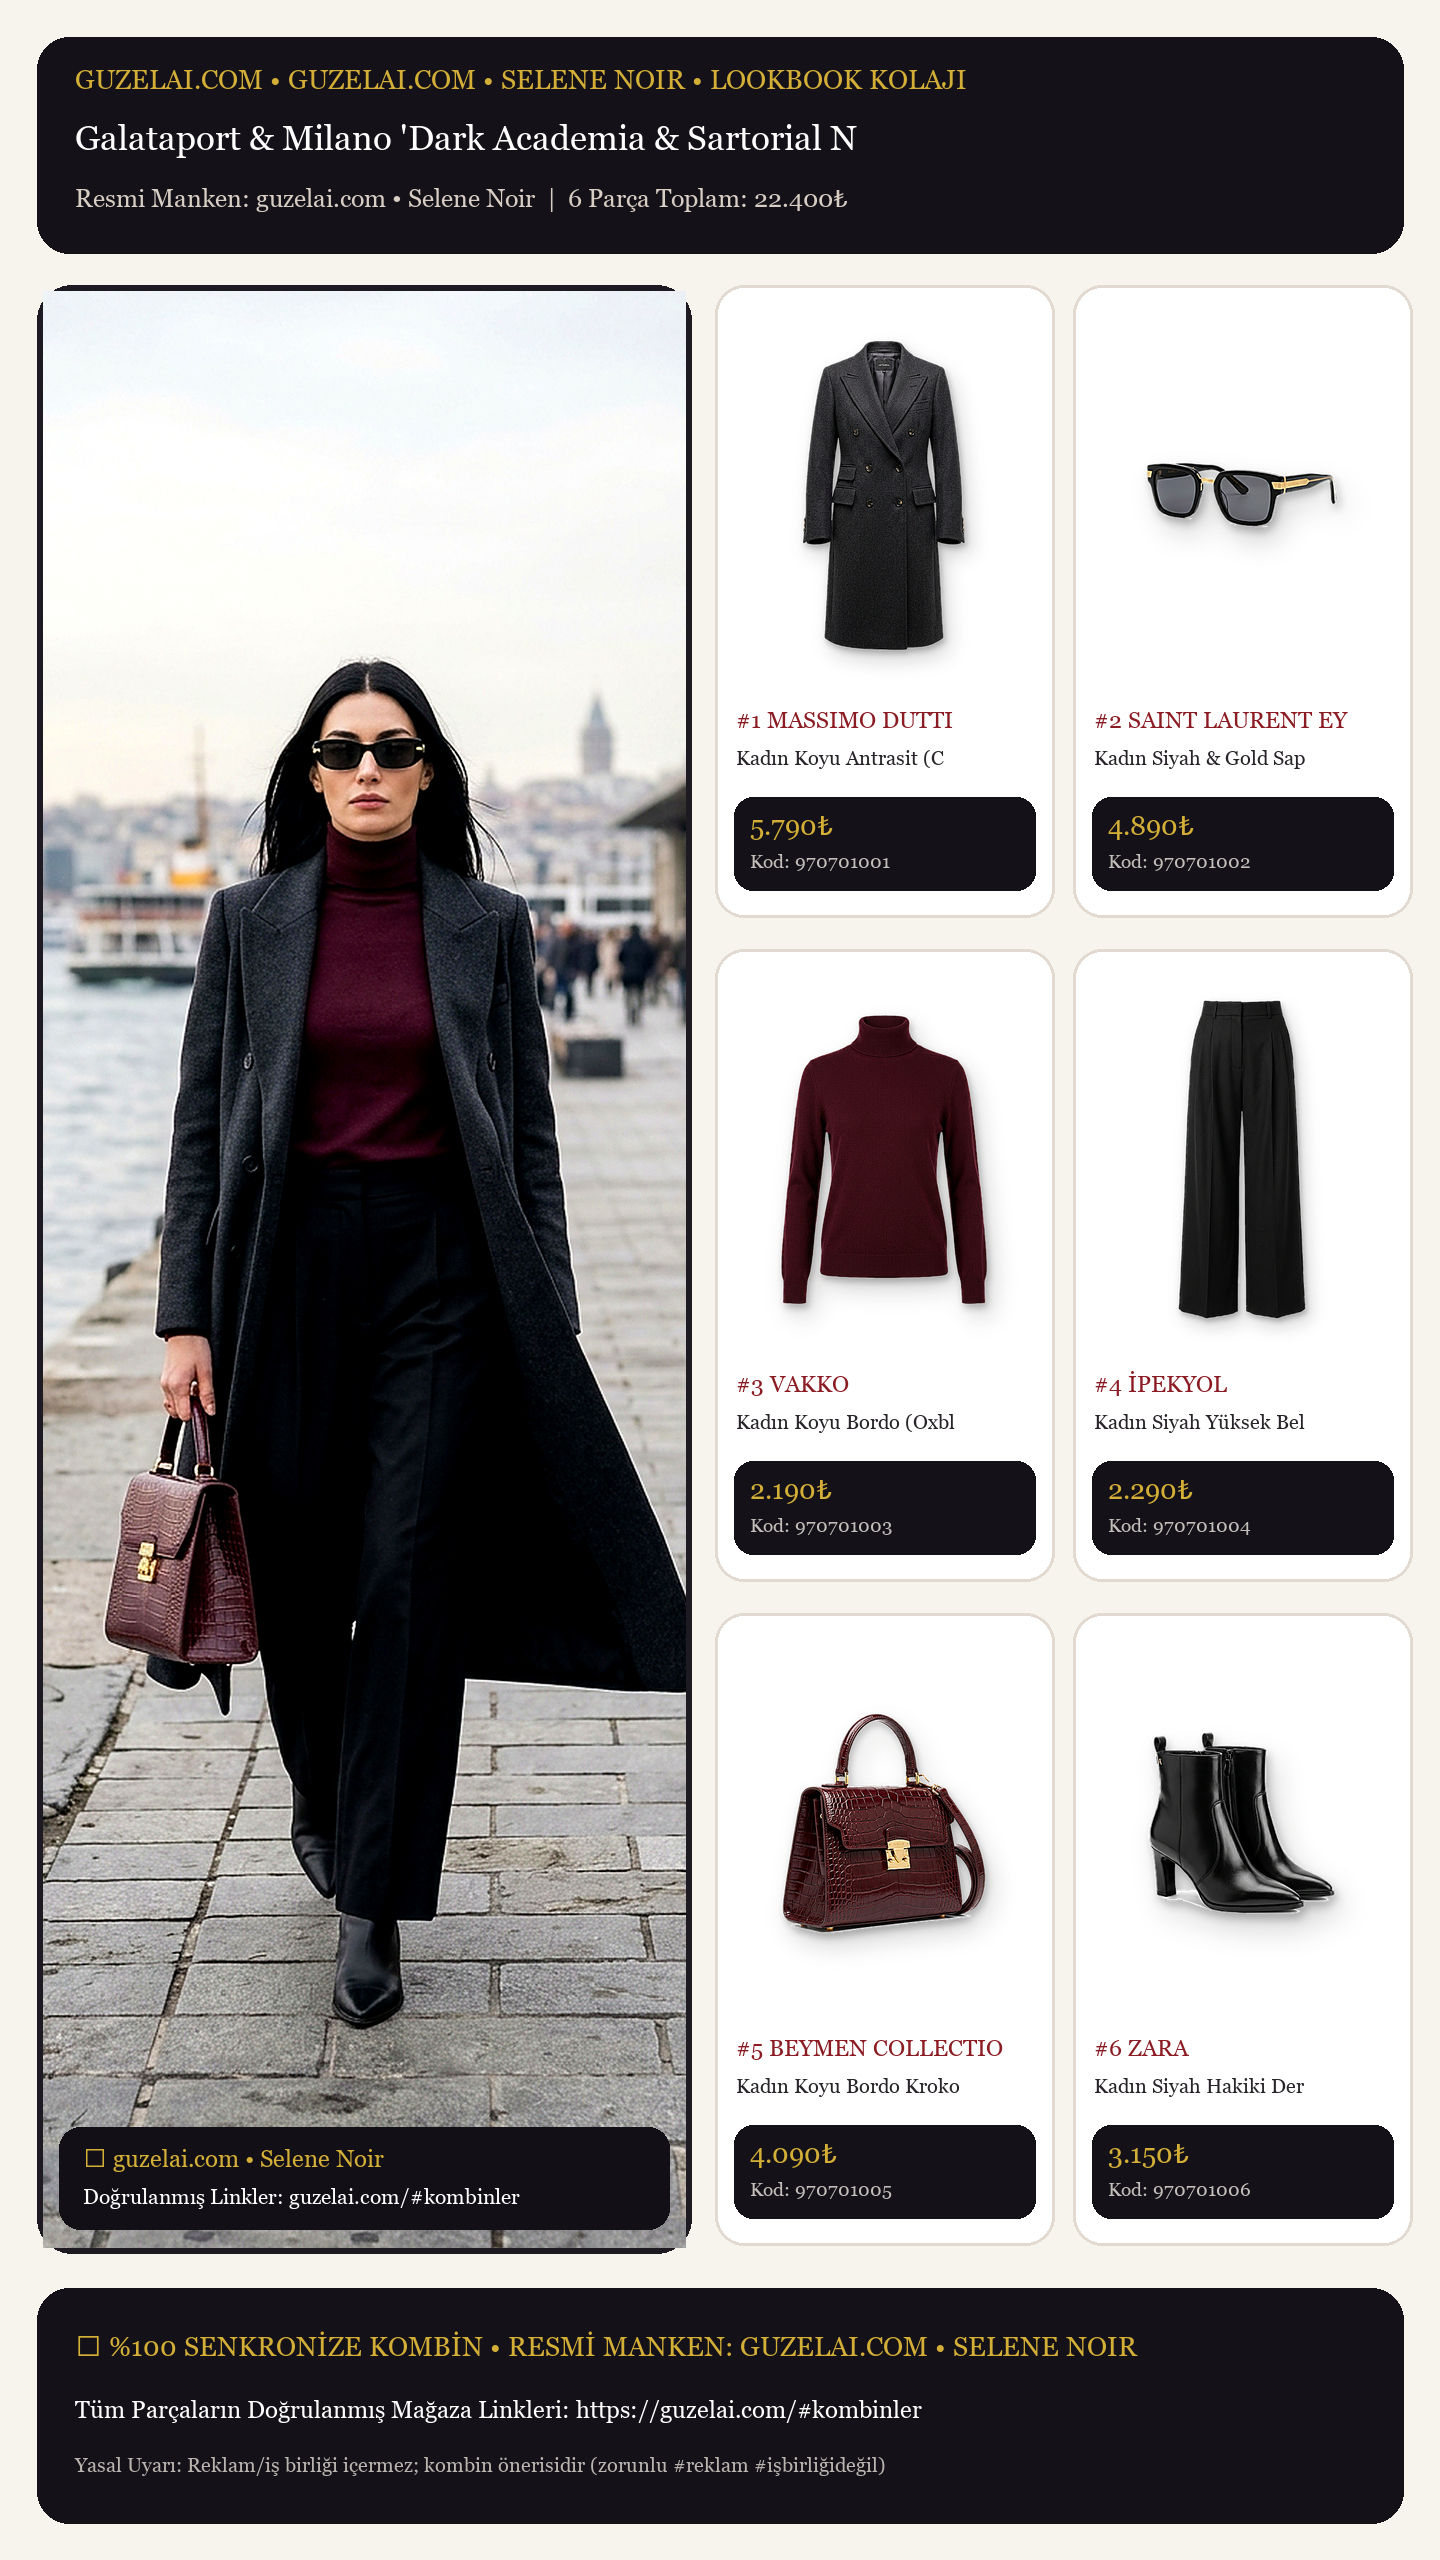 GUZELAI.COM • GUZELAI.COM • SELENE NOIR • LOOKBOOK KOLAJI
Galataport & Milano 'Dark Academia & Sartorial N
Resmi Manken: guzelai.com • Selene Noir | 6 Parça Toplam: 22.400₺
#1 MASSIMO DUTTI
Kadın Koyu Antrasit (C
5.790₺
Kod: 970701001
#2 SAINT LAURENT EY
Kadın Siyah & Gold Sap
4.890₺
Kod: 970701002
#3 VAKKO
Kadın Koyu Bordo (Oxbl
2.190₺
Kod: 970701003
#4 İPEKYOL
Kadın Siyah Yüksek Bel
2.290₺
Kod: 970701004
#5 BEYMEN COLLECTIO
Kadın Koyu Bordo Kroko
4.090₺
Kod: 970701005
#6 ZARA
Kadın Siyah Hakiki Der
3.150₺
Kod: 970701006
☐ guzelai.com • Selene Noir
Doğrulanmış Linkler: guzelai.com/#kombinler
☐ %100 SENKRONİZE KOMBİN • RESMİ MANKEN: GUZELAI.COM • SELENE NOIR
Tüm Parçaların Doğrulanmış Mağaza Linkleri: https://guzelai.com/#kombinler
Yasal Uyarı: Reklam/iş birliği içermez; kombin önerisidir (zorunlu #reklam #işbirliğideğil)